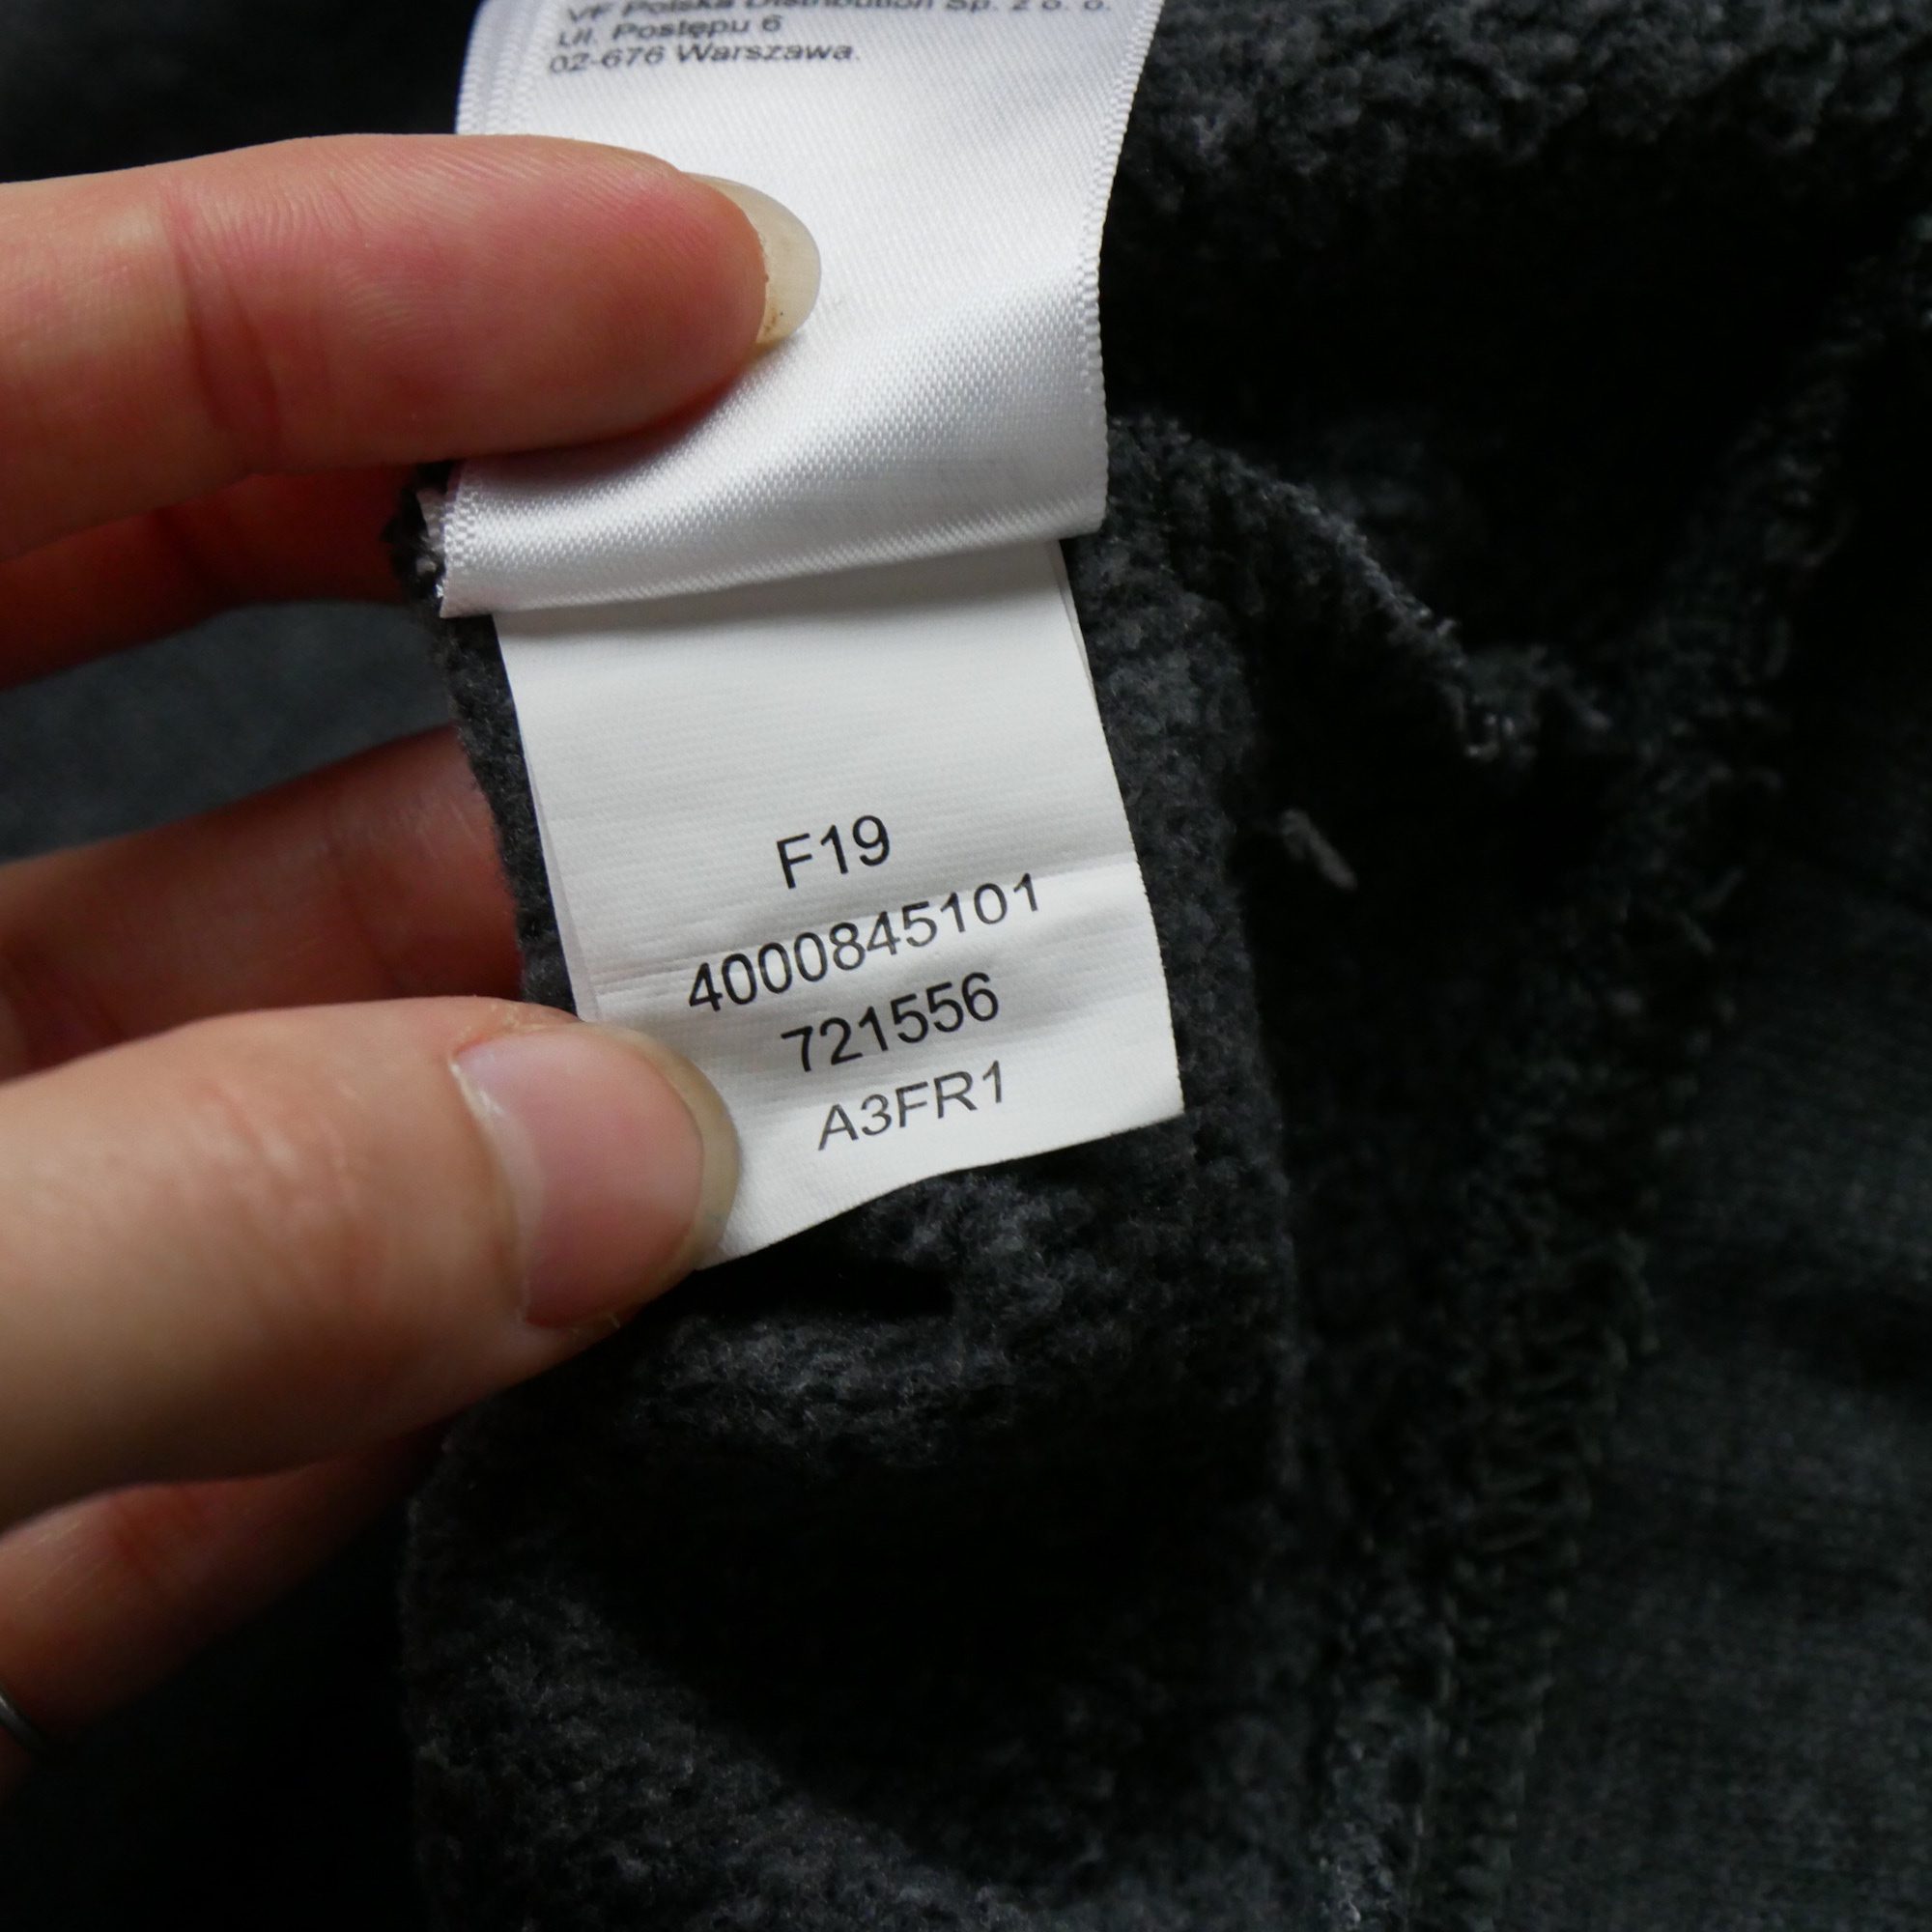 VF Polska Distribution Sp. z o. o.
Ul. Postępu 6
02-676 Warszawa.
F19
4000845101
721556
A3FR1